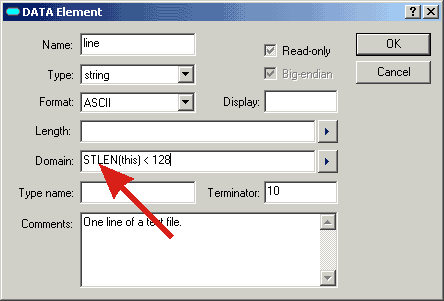 DATA Element
Name: line
Read-only
OK
Type: string
Big-endian
Cancel
Format: ASCII
Display:
Length:
Domain: STLEN(this) < 128
Type name:
Terminator: 10
Comments: One line of a text file.